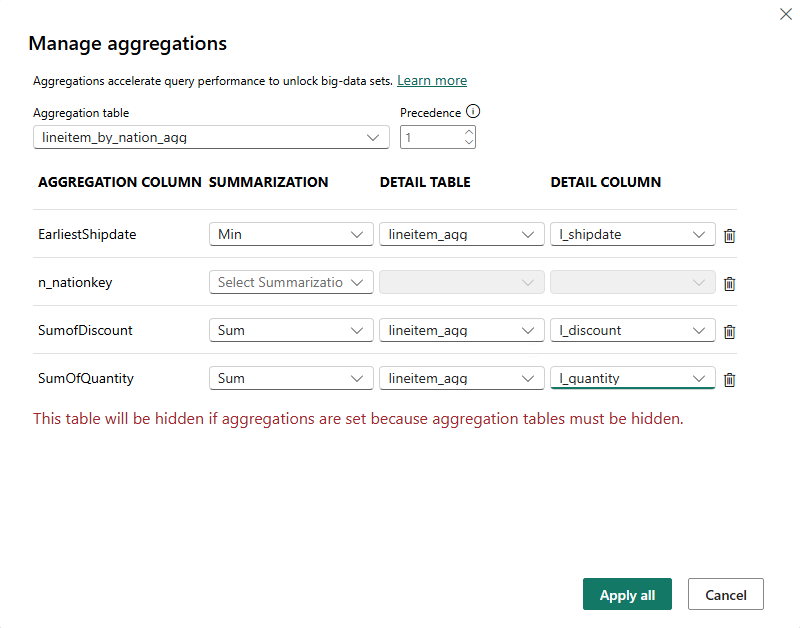 Manage aggregations
Aggregations accelerate query performance to unlock big-data sets. Learn more
Aggregation table Precedence
lineitem_by_nation_agg 1
AGGREGATION COLUMN SUMMARIZATION DETAIL TABLE DETAIL COLUMN
EarliestShipdate Min lineitem_agg l_shipdate
n_nationkey Select Summarizatio
SumofDiscount Sum lineitem_agg l_discount
SumOfQuantity Sum lineitem_agg l_quantity
This table will be hidden if aggregations are set because aggregation tables must be hidden.
Apply all Cancel